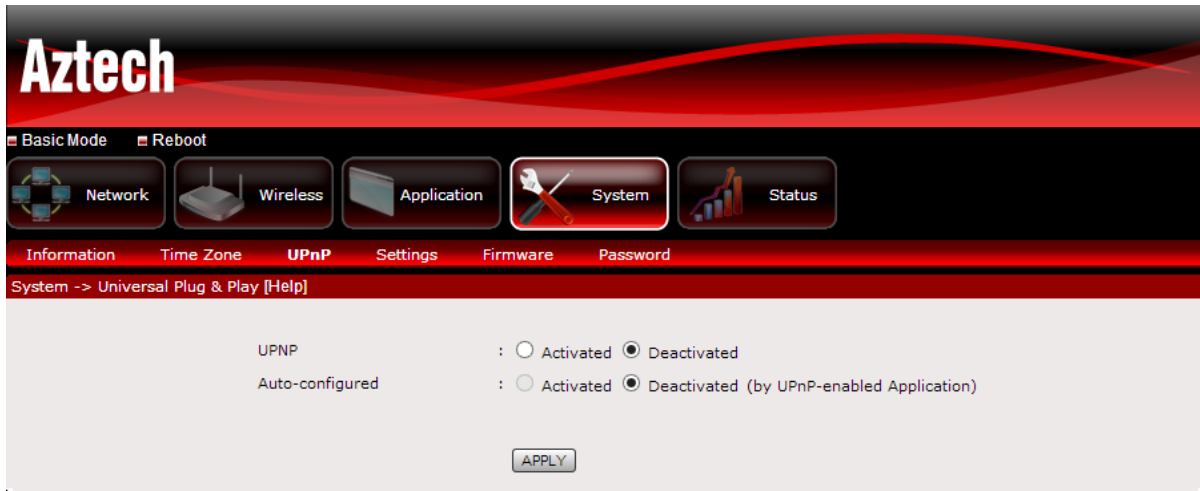 Aztech
Basic Mode Reboot
Network Wireless Application System Status
Information Time Zone UPnP Settings Firmware Password
System -> Universal Plug & Play [Help]
UPNP : Activated Deactivated
Auto-configured : Activated Deactivated (by UPnP-enabled Application)
APPLY